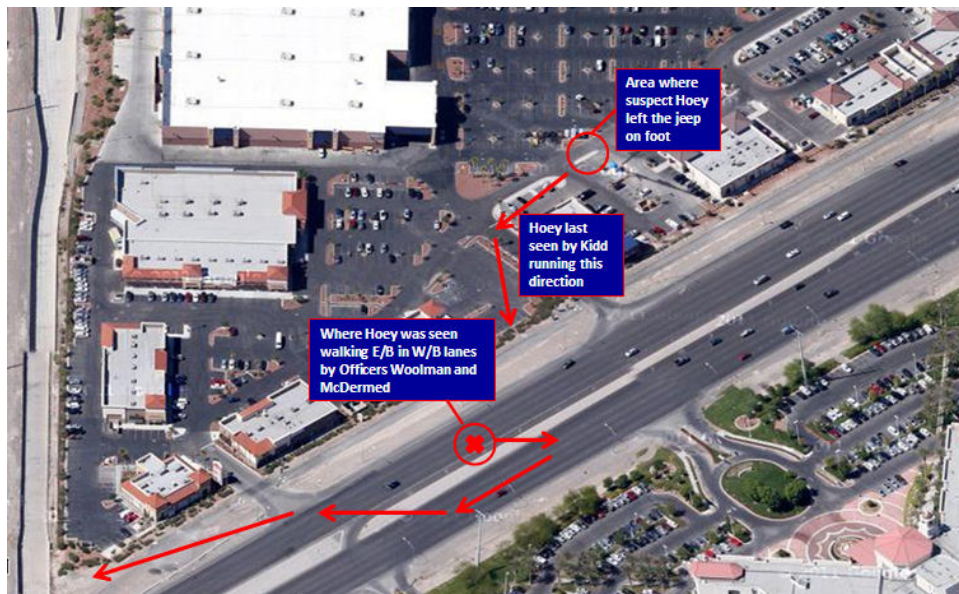 Area where
suspect Hoey
left the jeep
on foot
Hoey last
seen by Kidd
running this
direction
Where Hoey was seen
walking E/B in W/B lanes
by Officers Woolman and
McDermed